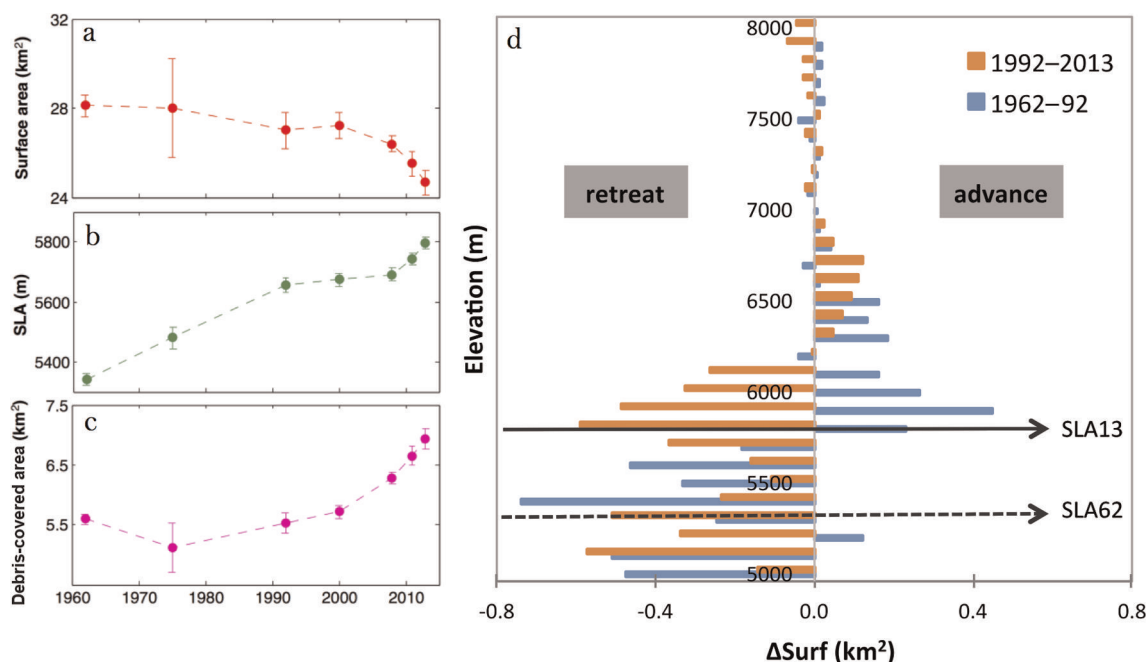 a
Surface area (km²)
32
28
24
b
SLA (m)
5800
5600
5400
c
Debris-covered area (km²)
7.5
6.5
5.5
1960 1970 1980 1990 2000 2010
d
Elevation (m)
8000
7500
7000
6500
6000
5500
5000
1992–2013
1962–92
retreat
advance
SLA13
SLA62
-0.8 -0.4 0.0 0.4 0.8
ΔSurf (km²)